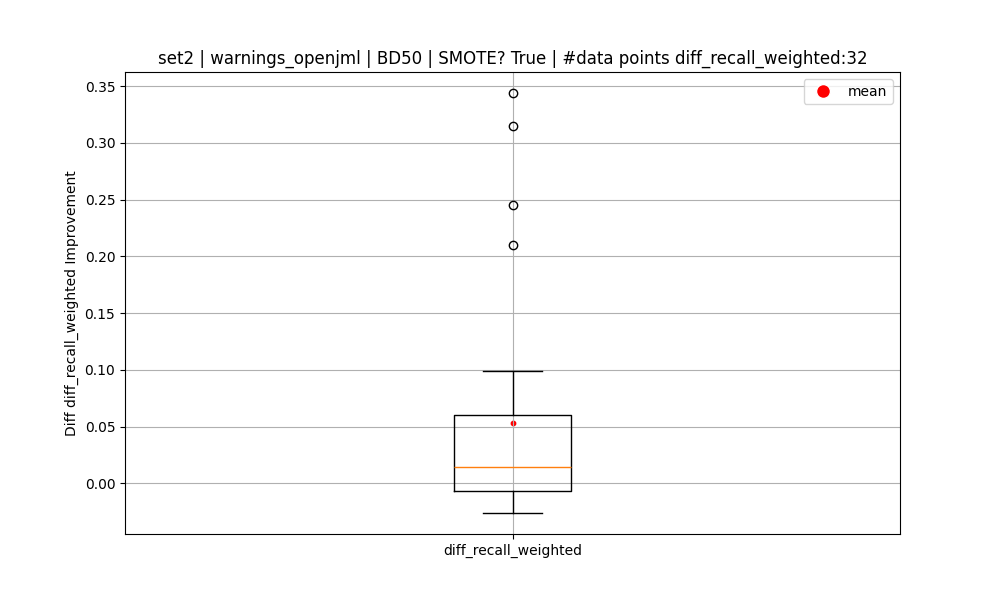 set2 | warnings_openjml | BD50 | SMOTE? True | #data points diff_recall_weighted:32
mean
0.35
0.30
0.25
0.20
0.15
0.10
0.05
0.00
Diff diff_recall_weighted Improvement
diff_recall_weighted